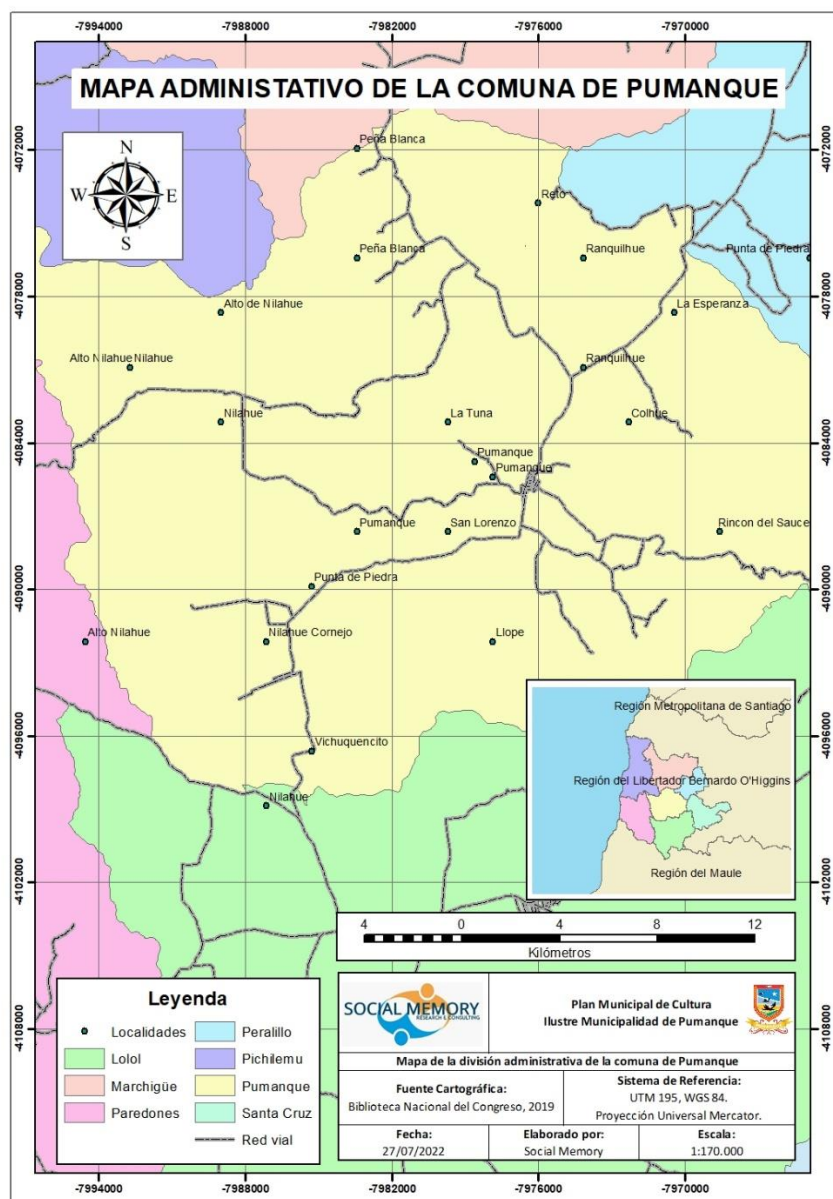 -7994000 -7988000 -7982000 -7976000 -7970000
MAPA ADMINISTATIVO DE LA COMUNA DE PUMANQUE
4072000 4072000
Peña Blanca
N
W E
S
Reto
Peña Blanca
Ranquilhue
Punta de Piedra
4078000 4078000
Alto de Nilahue
La Esperanza
Alto Nilahue Nilahue
Ranquilhue
Nilahue
La Tuna
Colhue
4084000 4084000
Pumanque
Pumanque
Pumanque
San Lorenzo
Rincon del Sauce
4090000 4090000
Punta de Piedra
Alto Nilahue
Nilahue Cornejo
Llope
4096000 4096000
Vichuquencito
Nilahue
Región Metropolitana de Santiago
Región del Libertador Bernardo O'Higgins
Región del Maule
4102000 4102000
4 0 4 8 12
Kilómetros
4108000 4108000
Leyenda
Localidades
Lolol
Marchigüe
Paredones
Peralillo
Pichilemu
Pumanque
Santa Cruz
Red vial
SOCIAL MEMORY
RESEARCH & CONSULTING
Plan Municipal de Cultura
Ilustre Municipalidad de Pumanque
Mapa de la división administrativa de la comuna de Pumanque
Fuente Cartográfica:
Biblioteca Nacional del Congreso, 2019
Sistema de Referencia:
UTM 19S, WGS 84.
Proyección Universal Mercator.
Fecha:
27/07/2022
Elaborado por:
Social Memory
Escala:
1:170.000
-7994000 -7988000 -7982000 -7976000 -7970000